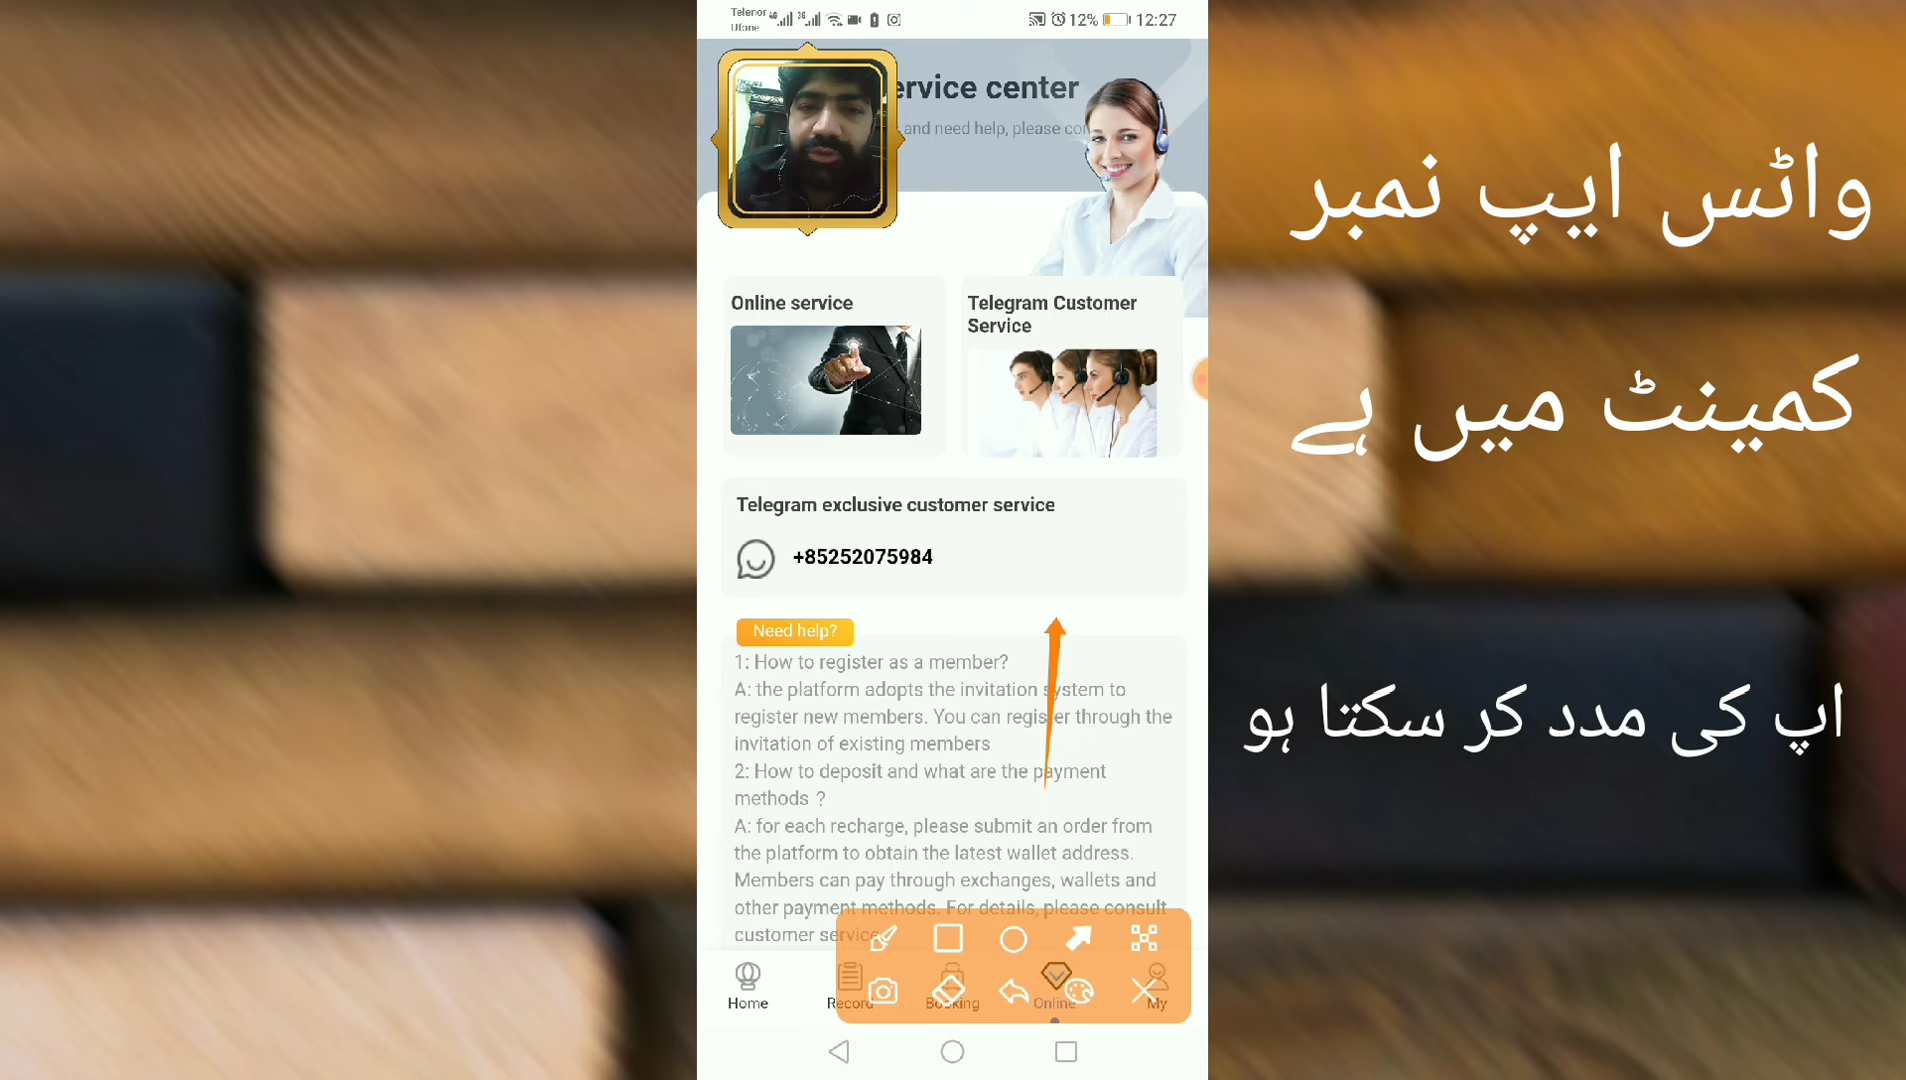 Telenor
Ufone
4G
3G
12%
12:27
ervice center
and need help, please co
Online service
Telegram Customer
Service
Telegram exclusive customer service
+85252075984
Need help?
1: How to register as a member?
A: the platform adopts the invitation system to
register new members. You can register through the
invitation of existing members
2: How to deposit and what are the payment
methods ?
A: for each recharge, please submit an order from
the platform to obtain the latest wallet address.
Members can pay through exchanges, wallets and
other payment methods. For details, please consult
customer service
Home
Record
Booking
Online
My
واٹس ایپ نمبر
کمینٹ میں ہے
اپ کی مدد کر سکتا ہو